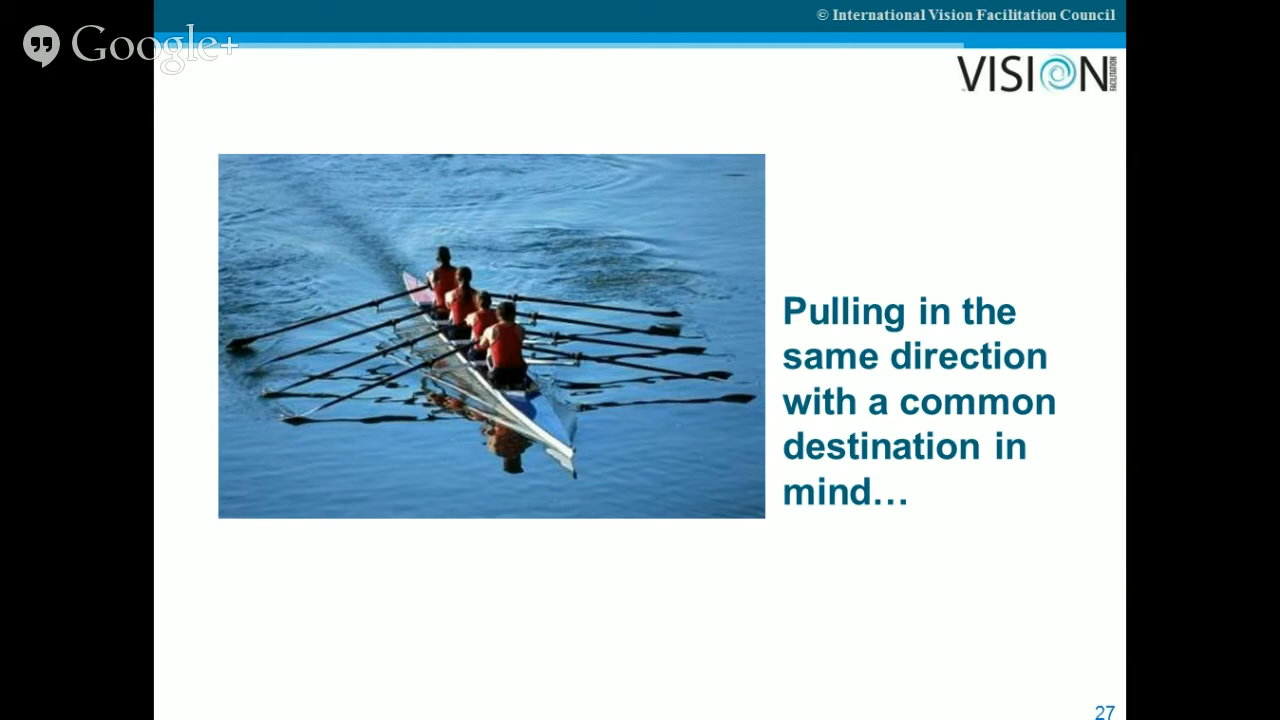 © International Vision Facilitation Council
Google+
VISION
FACILITATION
Pulling in the
same direction
with a common
destination in
mind…
27